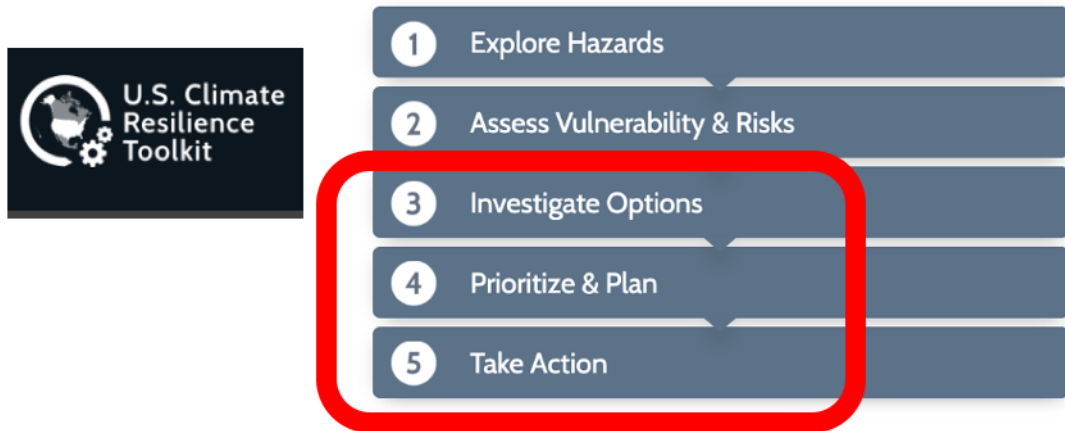 U.S. Climate
Resilience
Toolkit
1 Explore Hazards
2 Assess Vulnerability & Risks
3 Investigate Options
4 Prioritize & Plan
5 Take Action